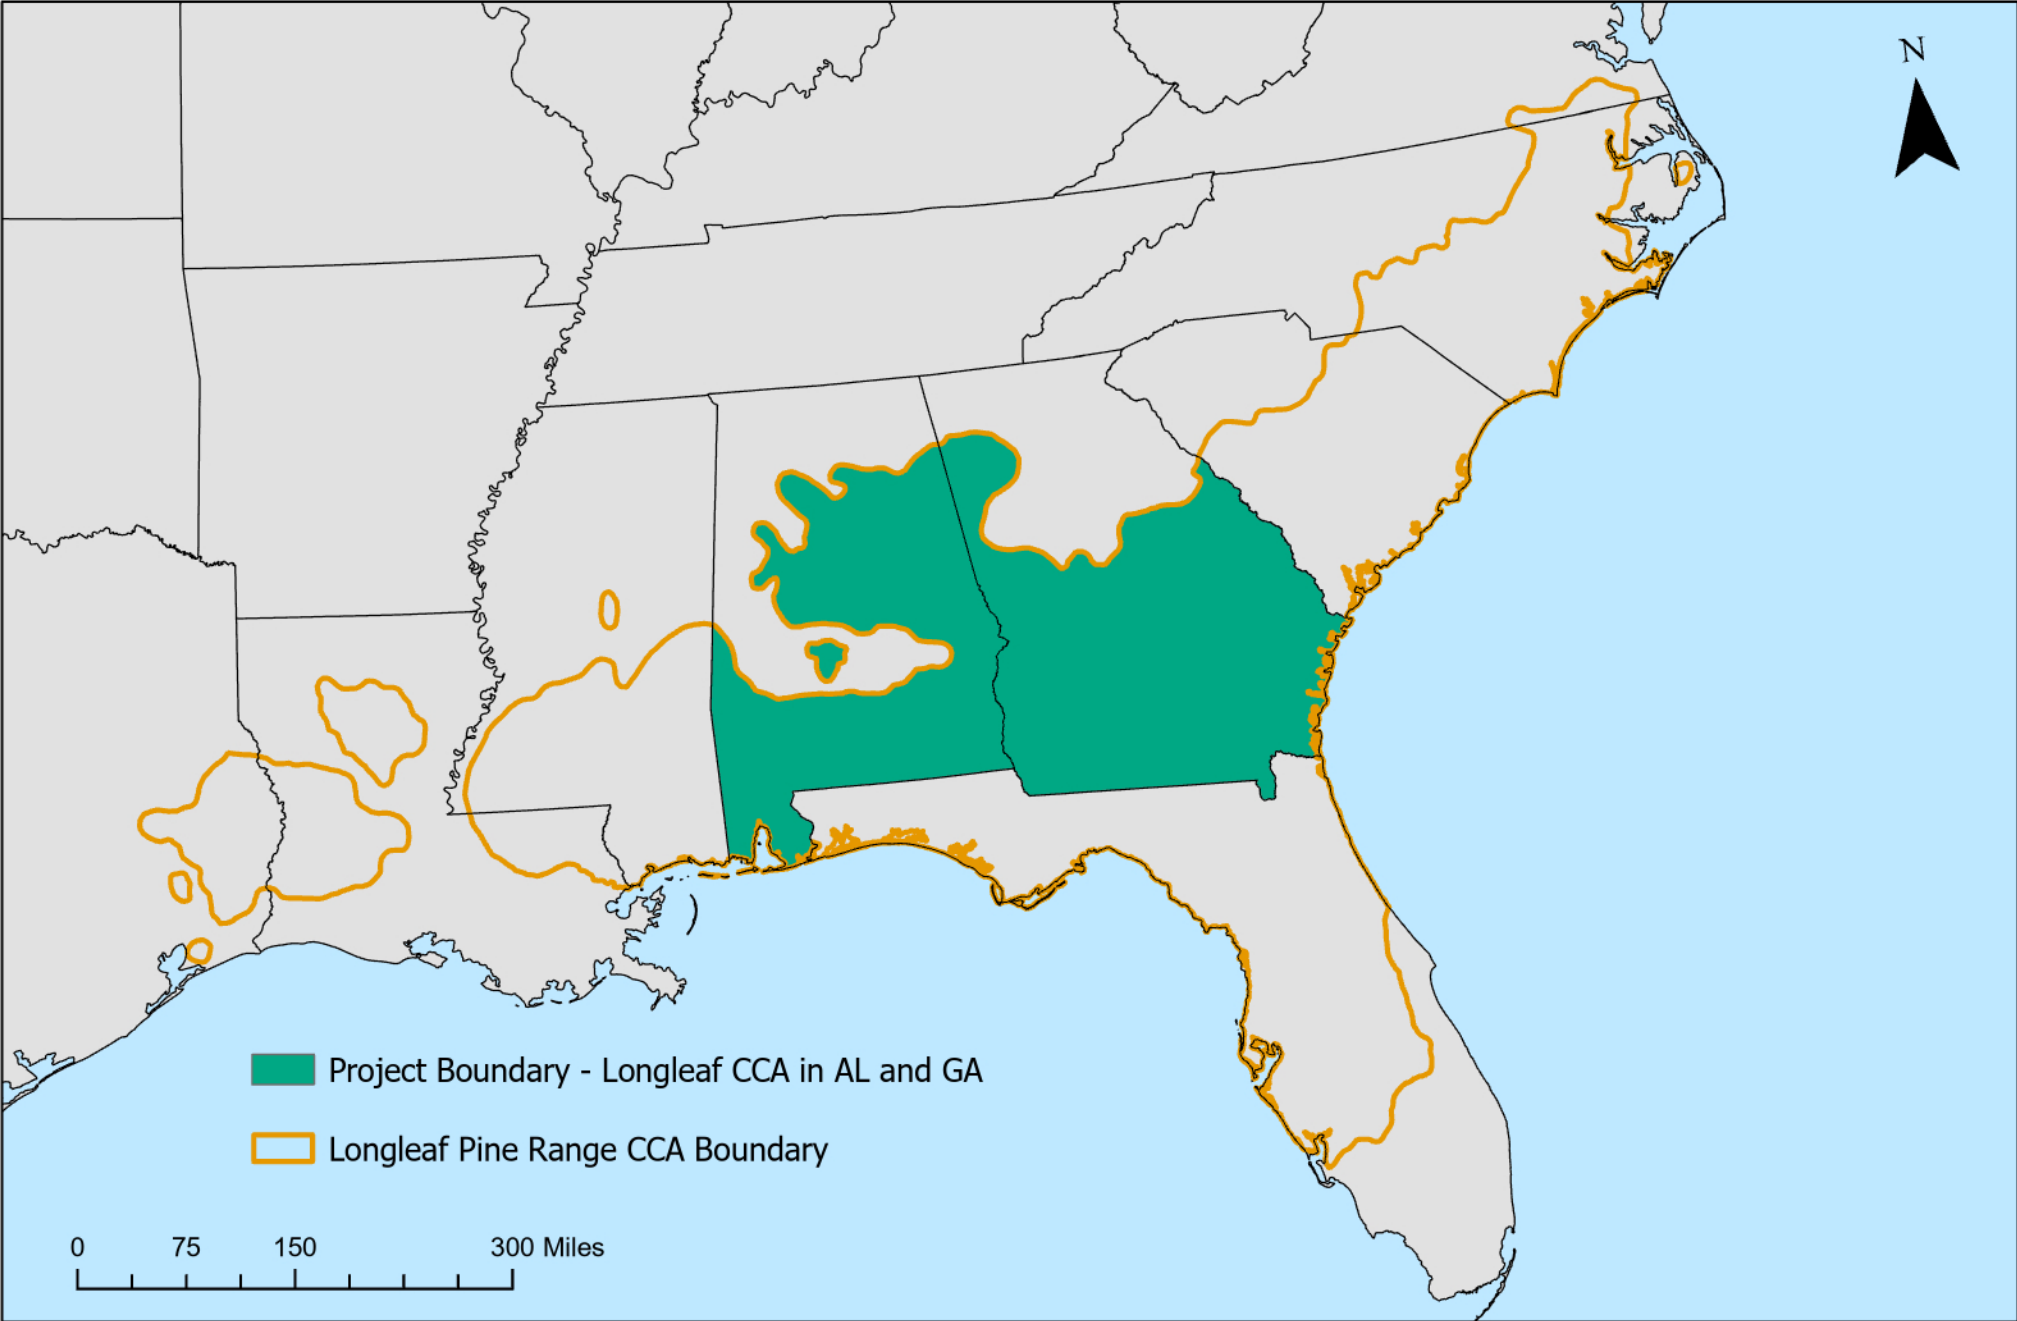 N
Project Boundary - Longleaf CCA in AL and GA
Longleaf Pine Range CCA Boundary
0 75 150 300 Miles